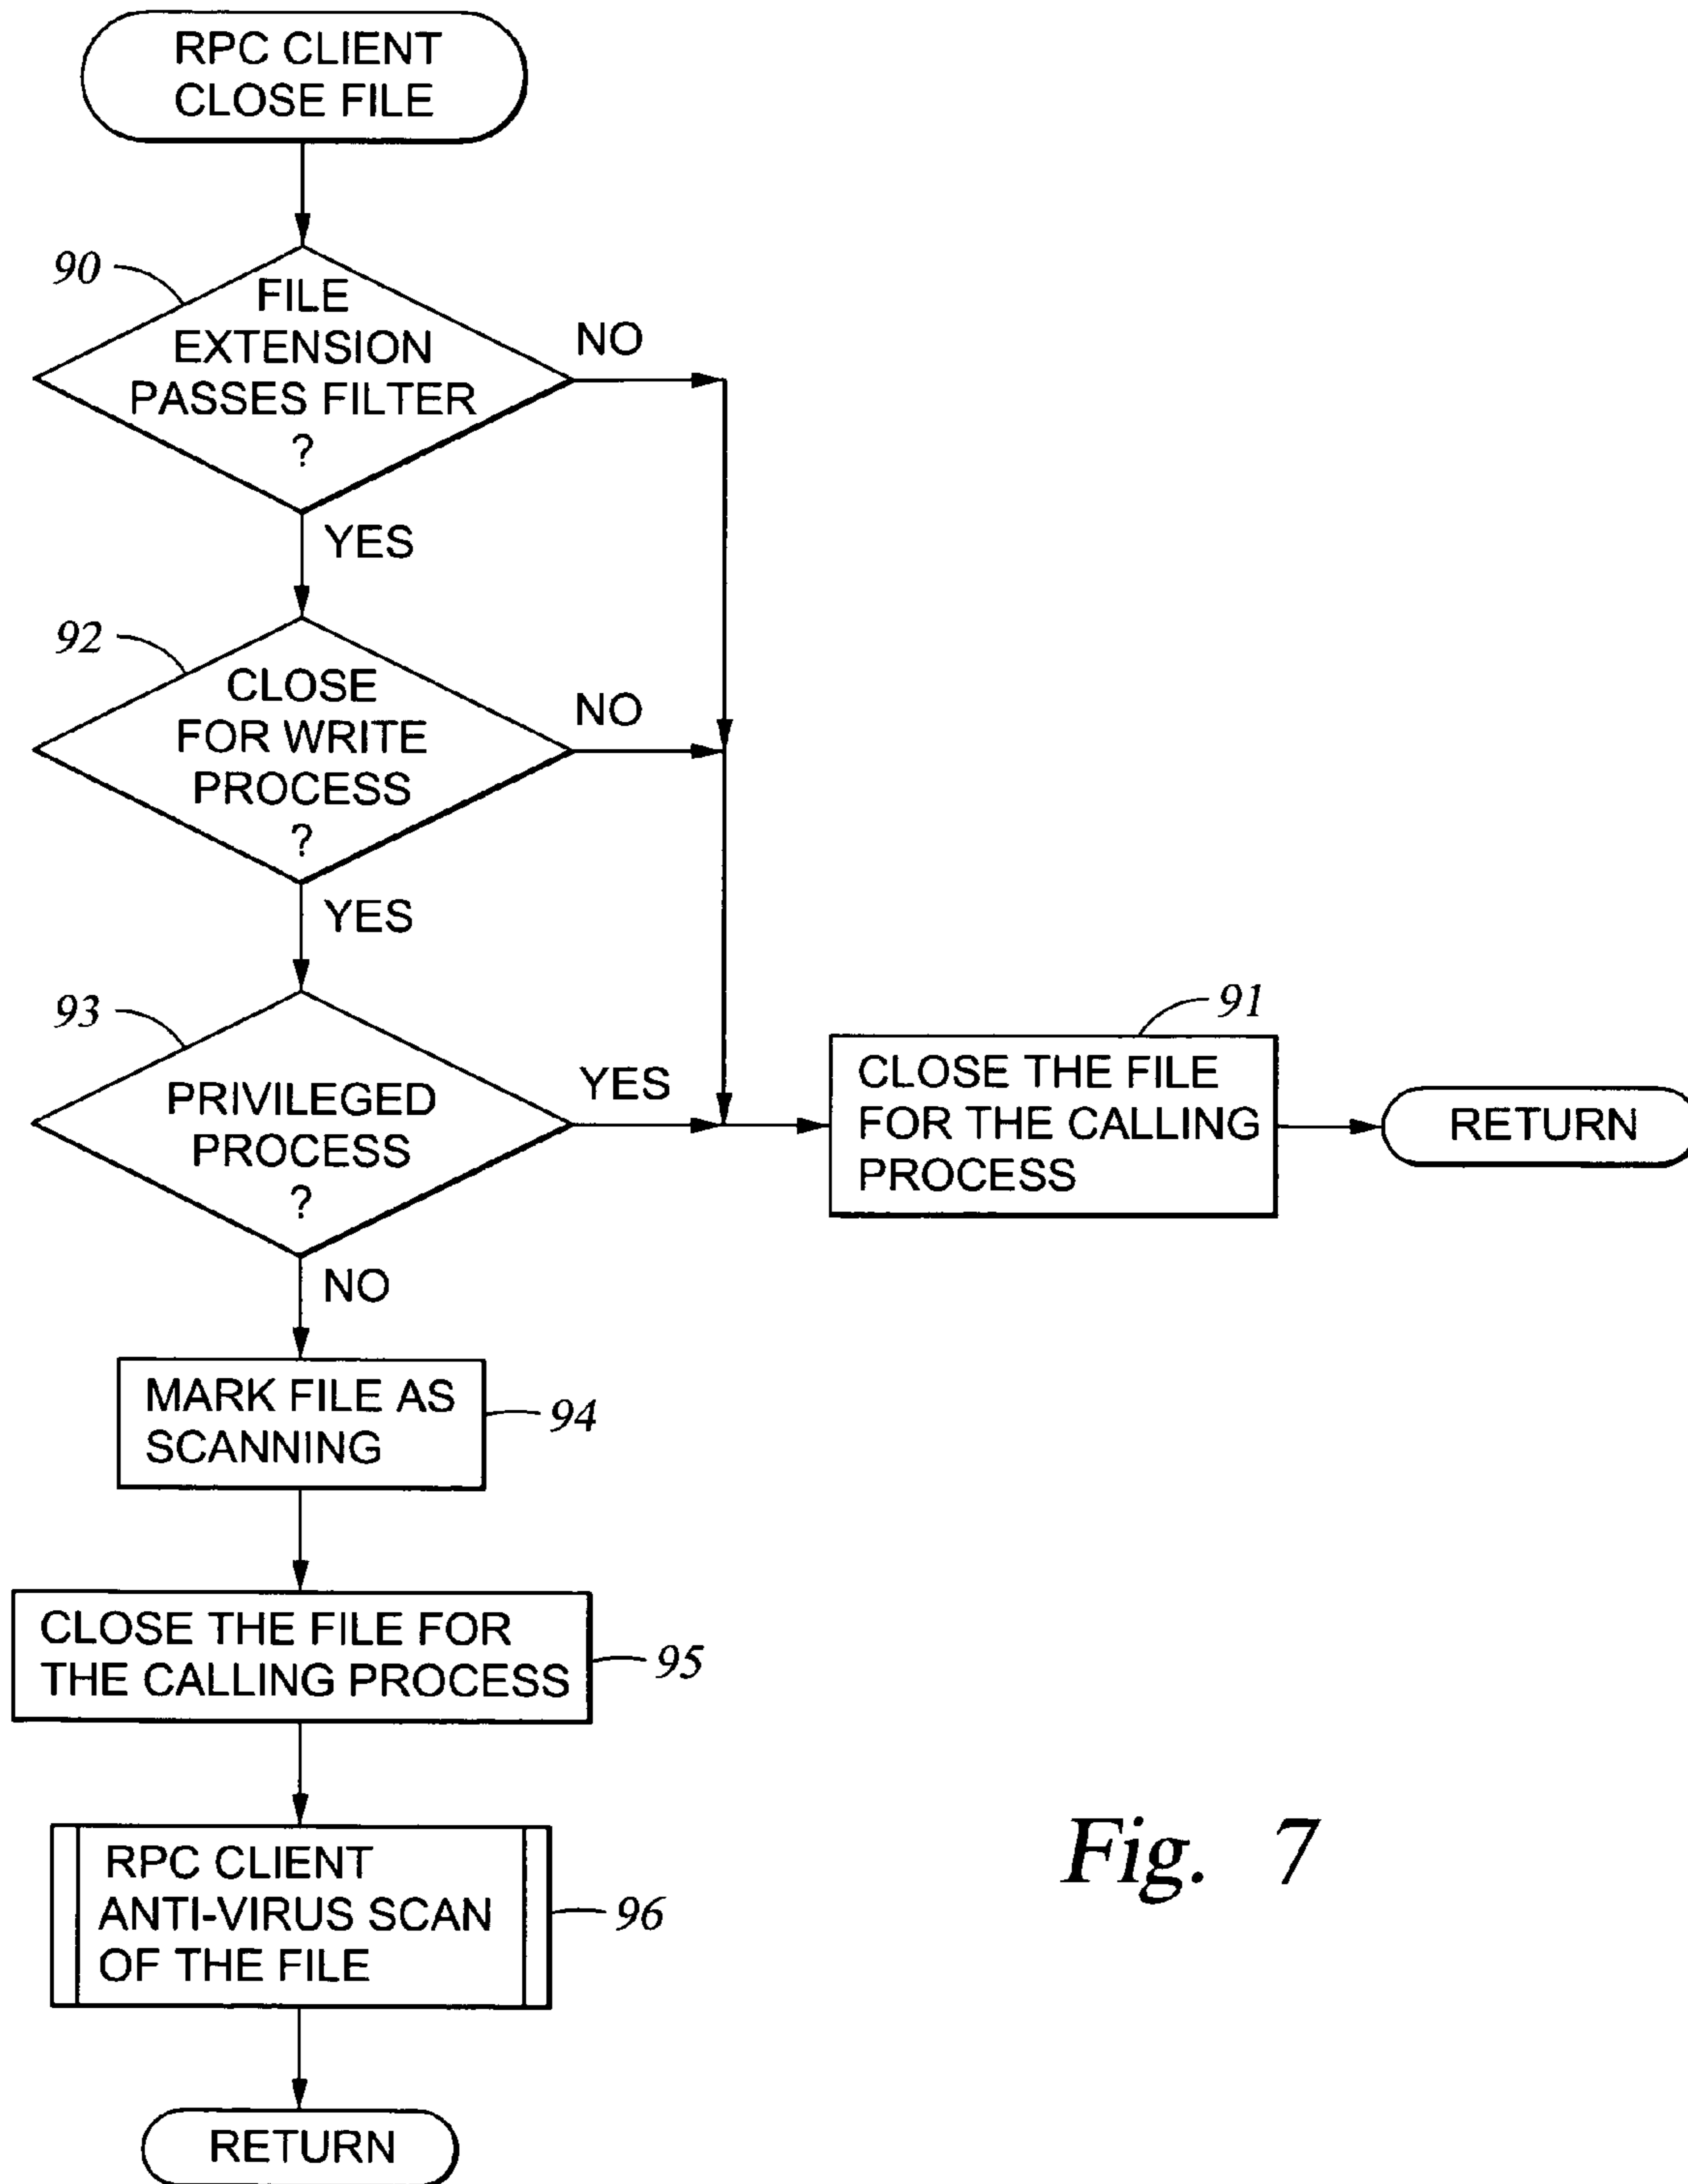 RPC CLIENT
CLOSE FILE
90
FILE
EXTENSION
PASSES FILTER
?
NO
YES
92
CLOSE
FOR WRITE
PROCESS
?
NO
YES
93
PRIVILEGED
PROCESS
?
YES
91
CLOSE THE FILE
FOR THE CALLING
PROCESS
RETURN
NO
MARK FILE AS
SCANNING
94
CLOSE THE FILE FOR
THE CALLING PROCESS
95
RPC CLIENT
ANTI-VIRUS SCAN
OF THE FILE
96
RETURN
Fig. 7